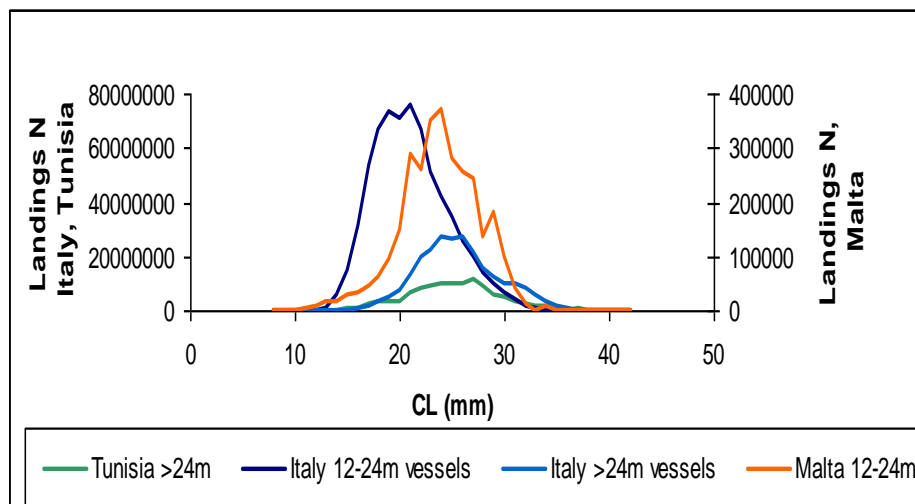 Landings N
Italy, Tunisia
80000000
60000000
40000000
20000000
0
400000
300000
200000
100000
0
Landings N,
Malta
0 10 20 30 40 50
CL (mm)
Tunisia >24m Italy 12-24m vessels Italy >24m vessels Malta 12-24m